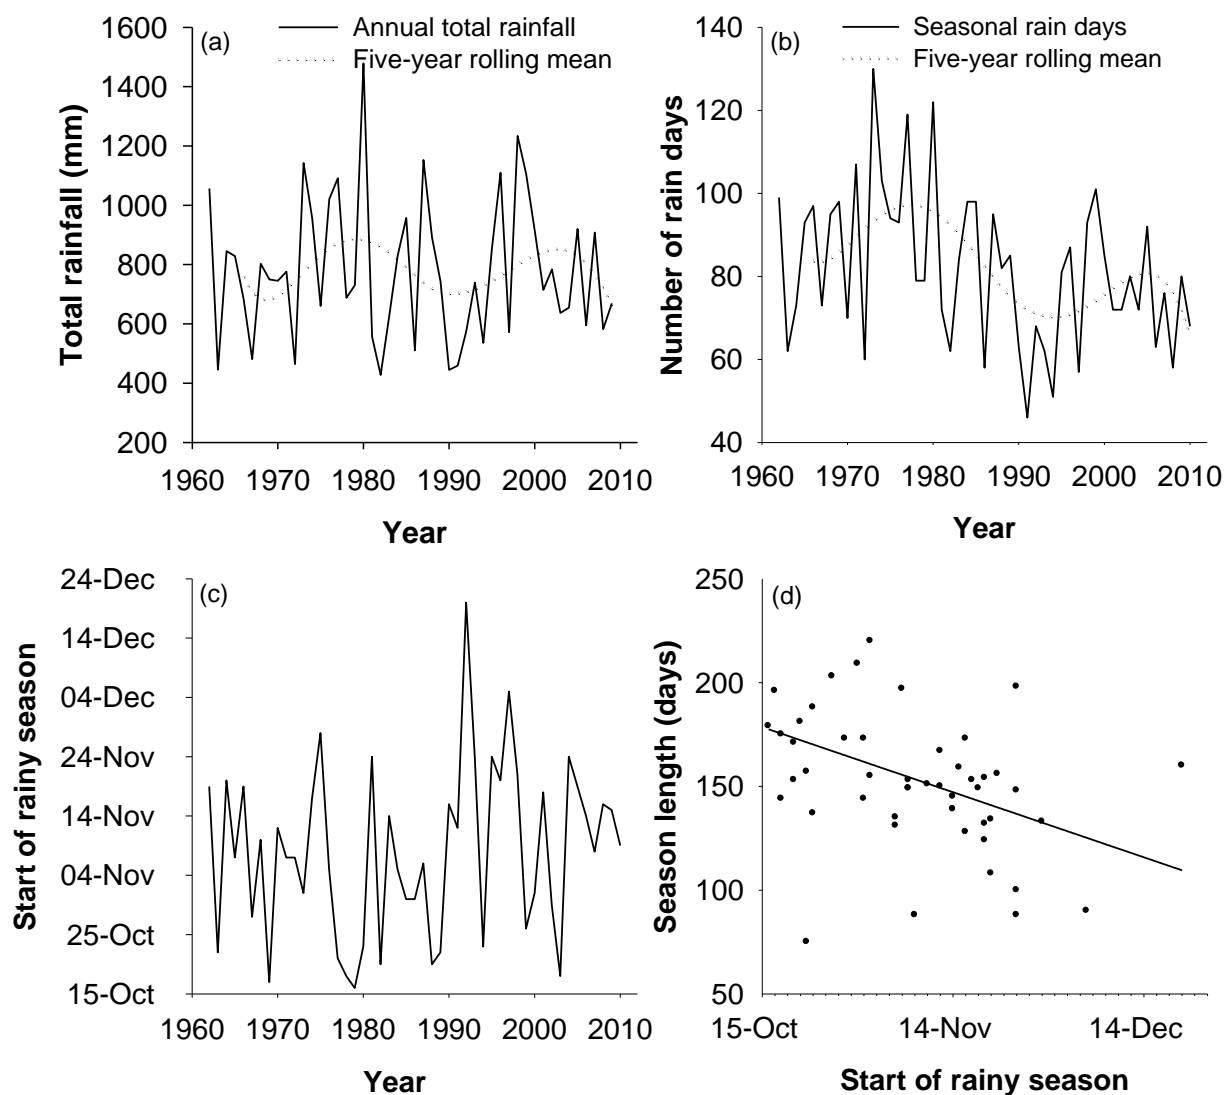 (a)
Annual total rainfall
Five-year rolling mean
1600
1400
1200
1000
800
600
400
200
Total rainfall (mm)
1960 1970 1980 1990 2000 2010
Year
(b)
Seasonal rain days
Five-year rolling mean
140
120
100
80
60
40
Number of rain days
1960 1970 1980 1990 2000 2010
Year
(c)
24-Dec
14-Dec
04-Dec
24-Nov
14-Nov
04-Nov
25-Oct
15-Oct
Start of rainy season
1960 1970 1980 1990 2000 2010
Year
(d)
250
200
150
100
50
Season length (days)
15-Oct 14-Nov 14-Dec
Start of rainy season